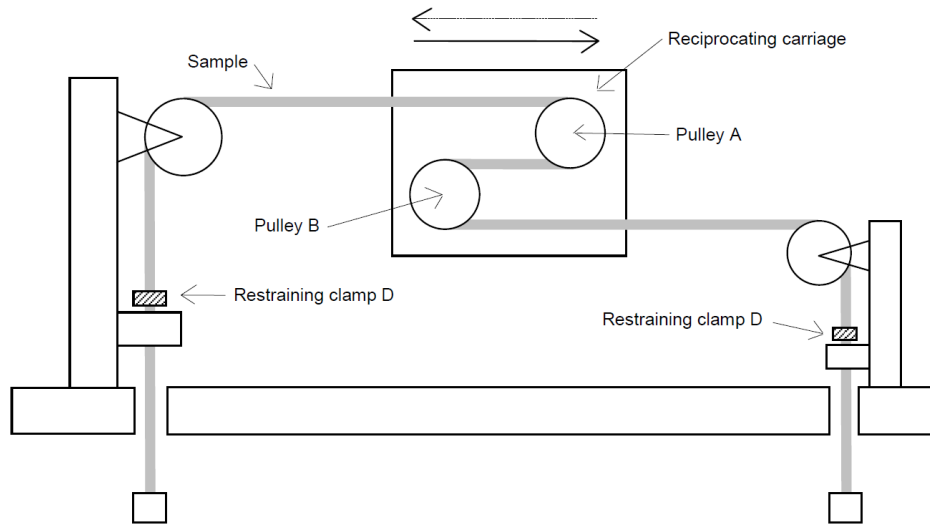 Reciprocating carriage
Sample
Pulley A
Pulley B
Restraining clamp D
Restraining clamp D